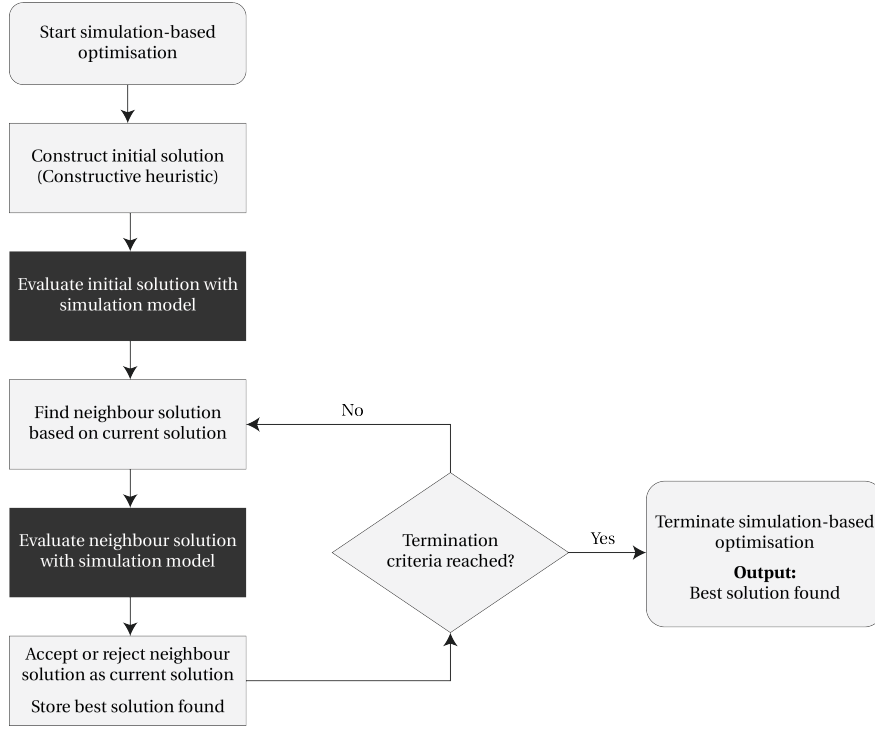 Start simulation-based
optimisation
Construct initial solution
(Constructive heuristic)
Evaluate initial solution with
simulation model
Find neighbour solution
based on current solution
No
Evaluate neighbour solution
with simulation model
Termination
criteria reached?
Yes
Terminate simulation-based
optimisation
Output:
Best solution found
Accept or reject neighbour
solution as current solution
Store best solution found